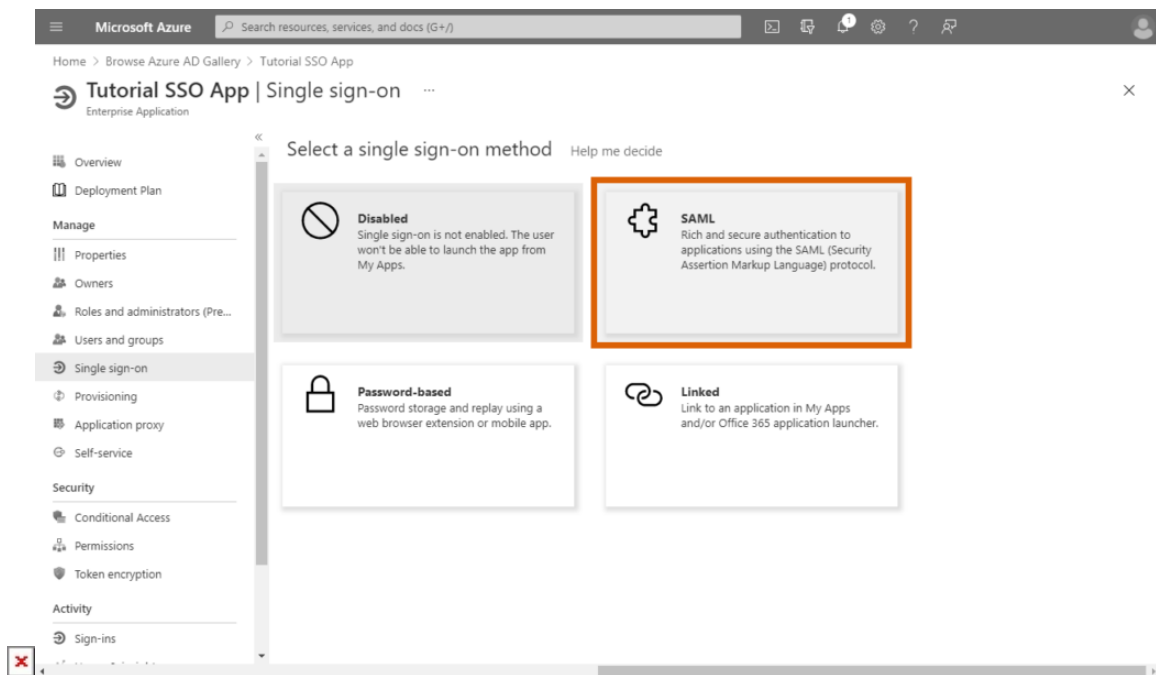 Microsoft Azure
Search resources, services, and docs (G+/)
1
Home > Browse Azure AD Gallery > Tutorial SSO App
Tutorial SSO App | Single sign-on ...
Enterprise Application
«
Overview
Deployment Plan
Manage
Properties
Owners
Roles and administrators (Pre...
Users and groups
Single sign-on
Provisioning
Application proxy
Self-service
Security
Conditional Access
Permissions
Token encryption
Activity
Sign-ins
Select a single sign-on method Help me decide
Disabled
Single sign-on is not enabled. The user
won't be able to launch the app from
My Apps.
SAML
Rich and secure authentication to
applications using the SAML (Security
Assertion Markup Language) protocol.
Password-based
Password storage and replay using a
web browser extension or mobile app.
Linked
Link to an application in My Apps
and/or Office 365 application launcher.